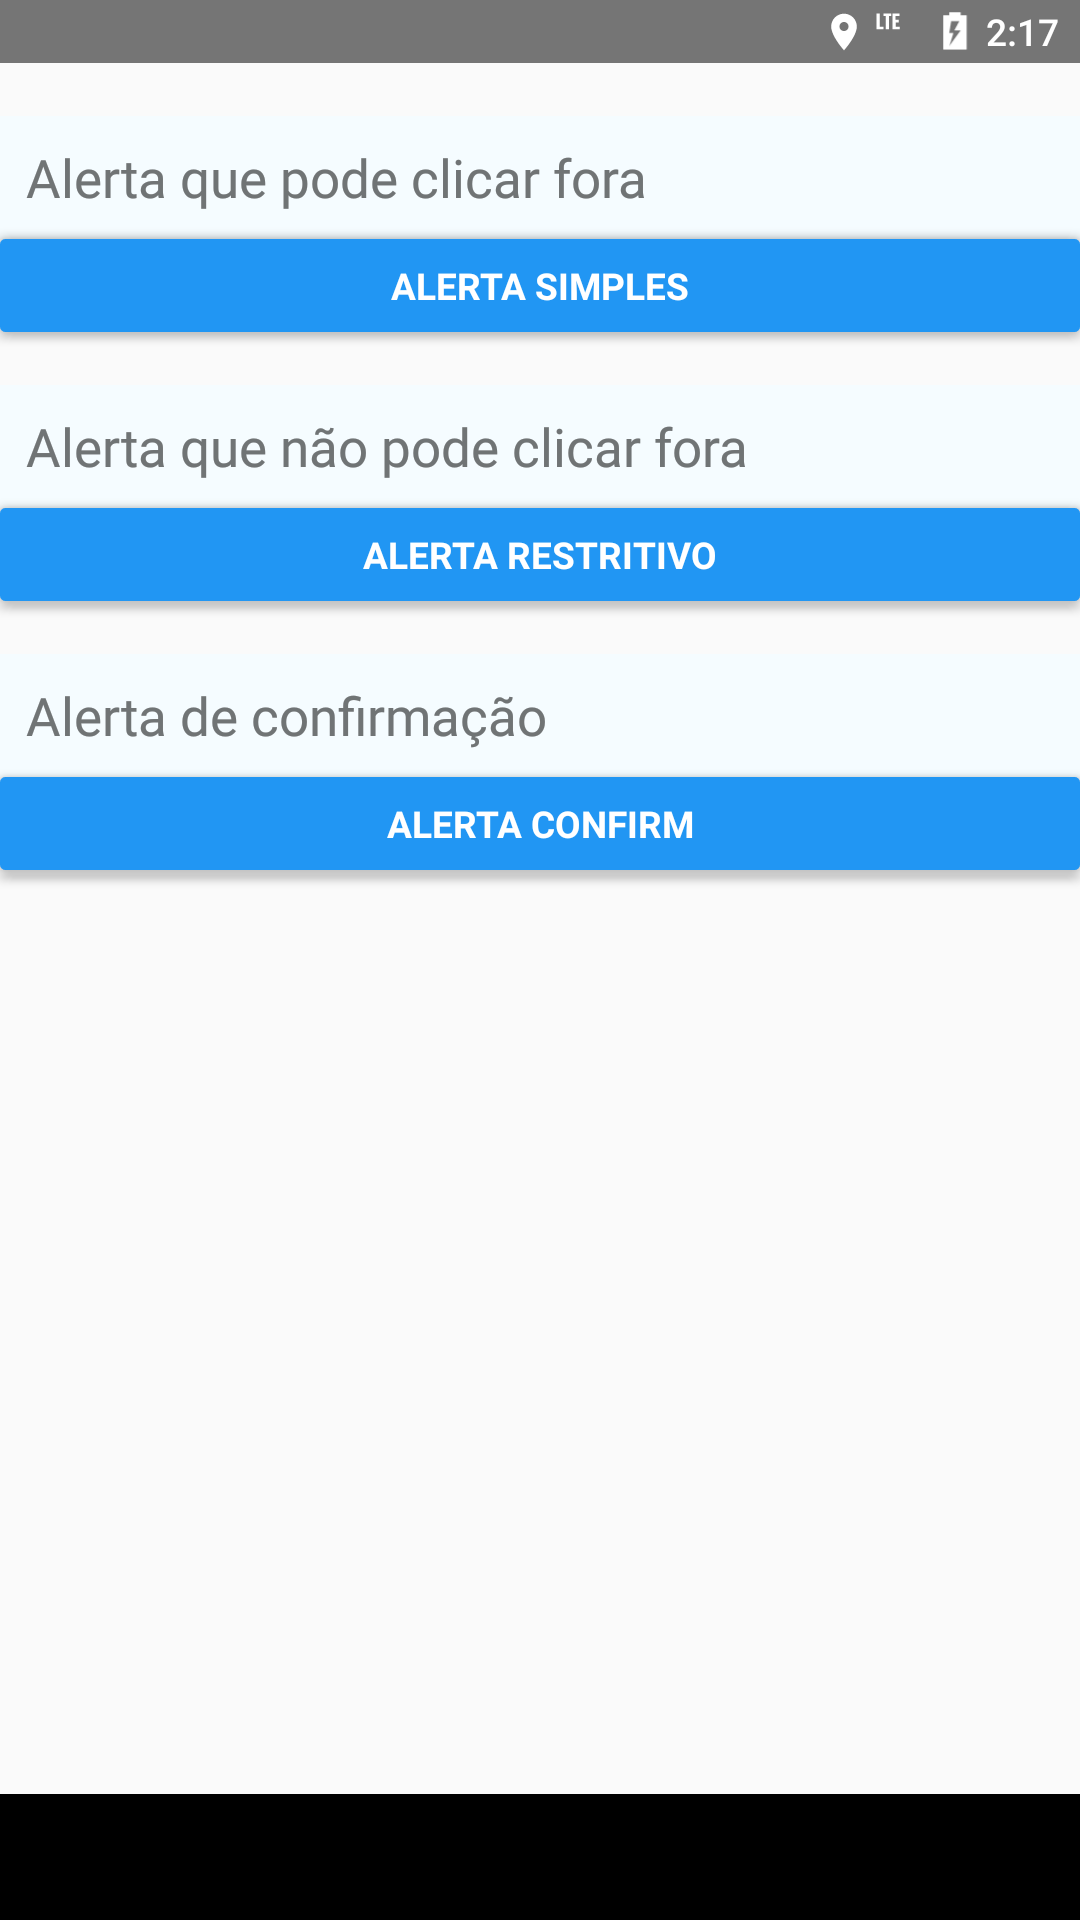 LTE 2:17
Alerta que pode clicar fora
ALERTA SIMPLES
Alerta que não pode clicar fora
ALERTA RESTRITIVO
Alerta de confirmação
ALERTA CONFIRM